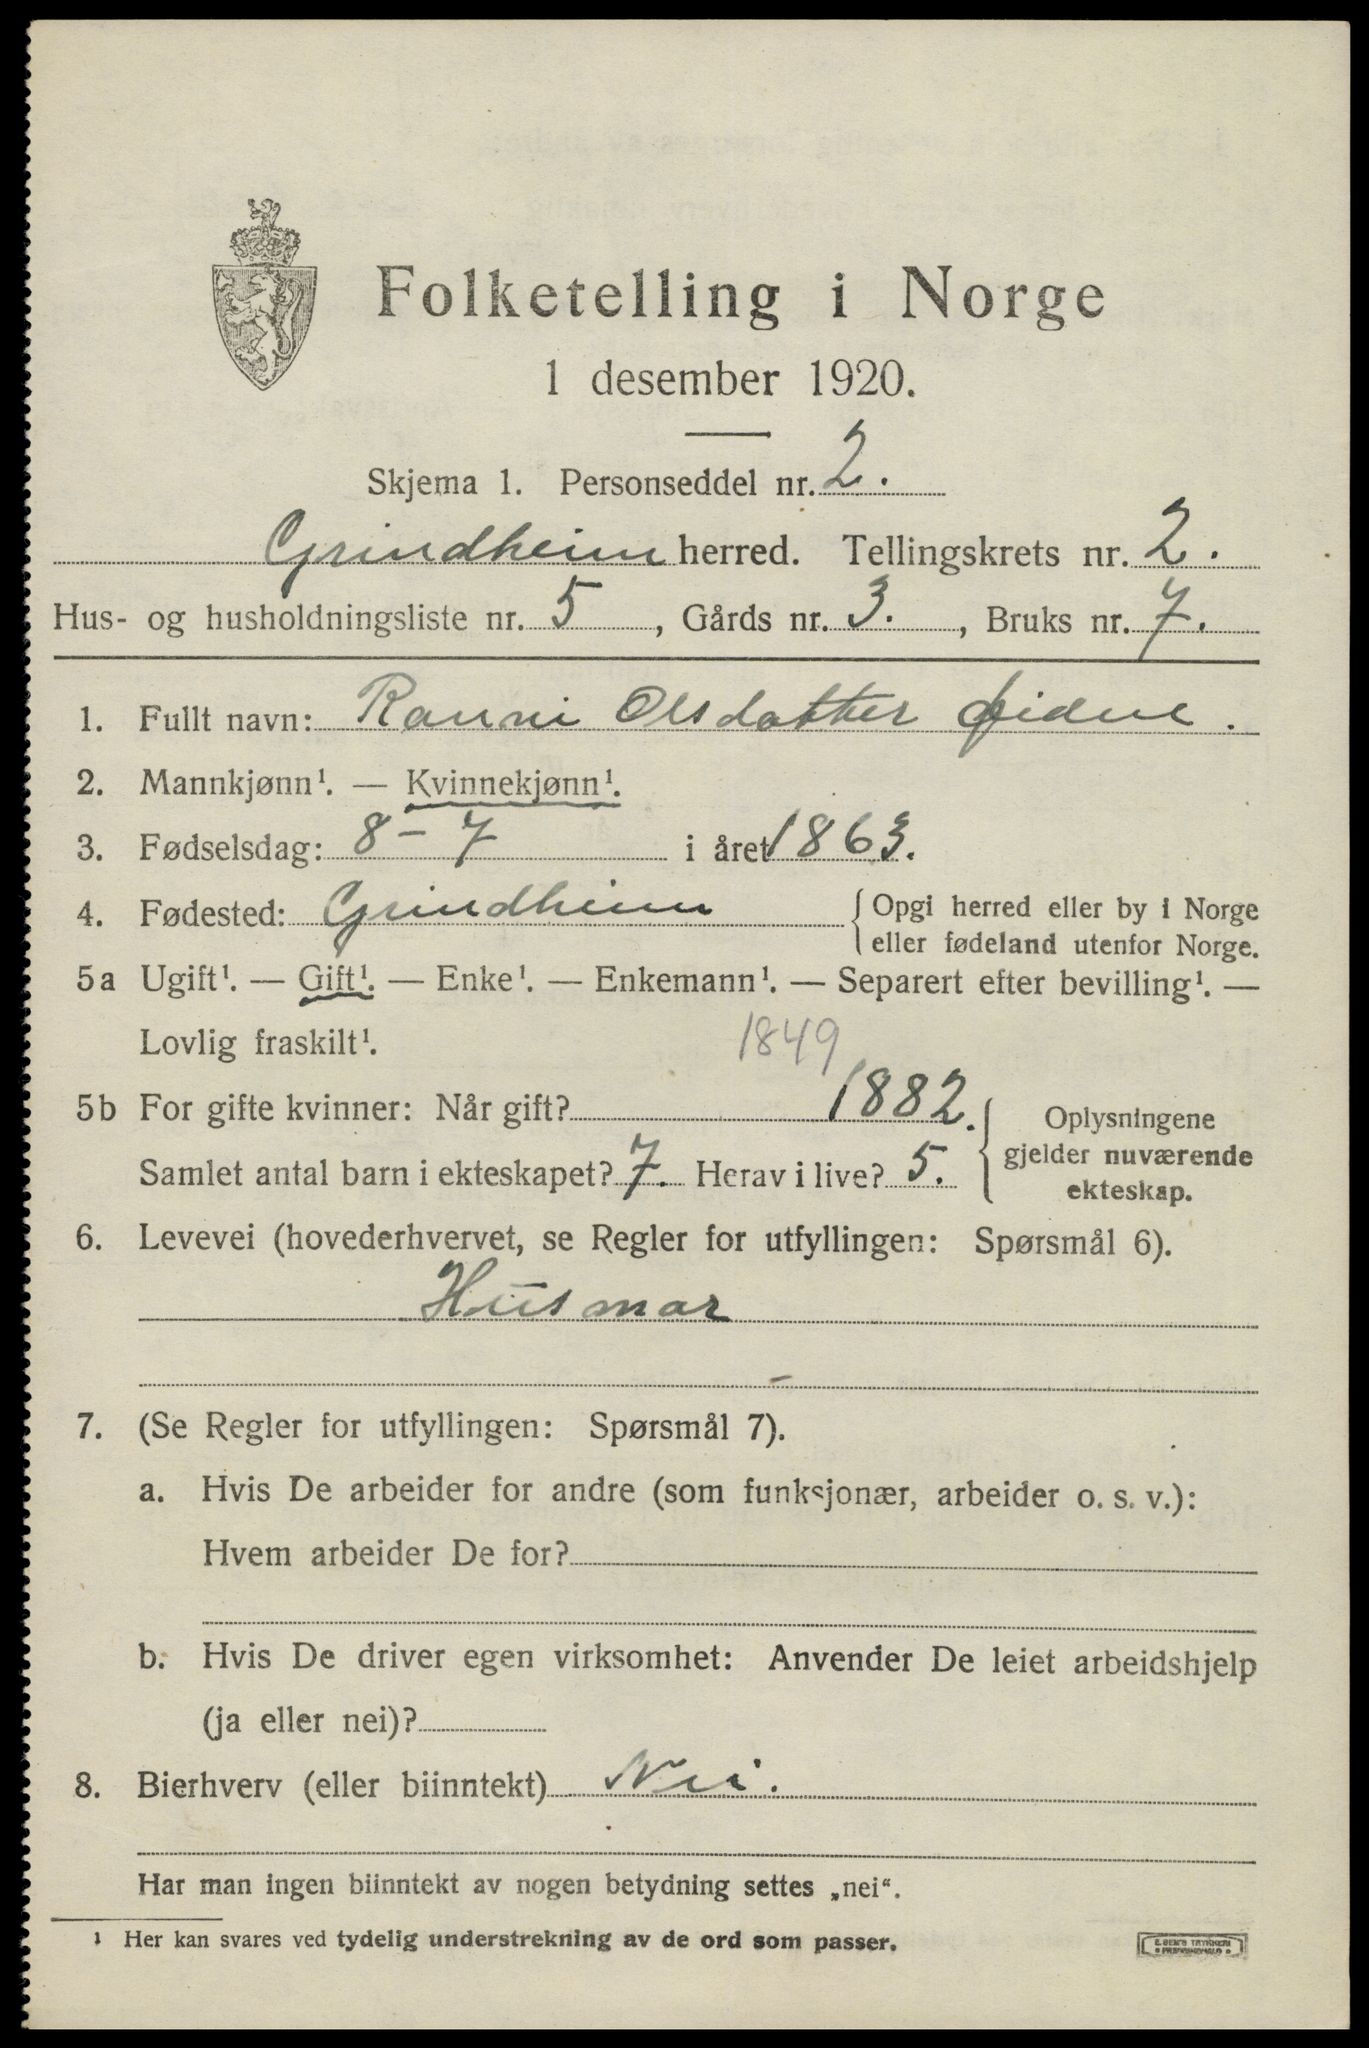 Folketelling i Norge
1 desember 1920.
Skjema 1. Personseddel nr. 2.
Grindheim herred. Tellingskrets nr. 2.
Hus- og husholdningsliste nr. 5, Gårds nr. 3., Bruks nr. 7.
1. Fullt navn: Ranni Olsdatter
2. Mannkjønn¹. — Kvinnekjønn¹.
3. Fødselsdag: 8-7 i året 1863.
4. Fødested: Grindheim { Opgi herred eller by i Norge
eller fødeland utenfor Norge.
5a Ugift¹. — Gift¹. — Enke¹. — Enkemann¹. — Separert efter bevilling¹. —
Lovlig fraskilt¹.
1849
5b For gifte kvinner: Når gift? 1882. { Oplysningene
gjelder nuværende
ekteskap.
Samlet antal barn i ekteskapet? 7. Herav i live? 5.
6. Levevei (hovederhvervet, se Regler for utfyllingen: Spørsmål 6).
Husmor
7. (Se Regler for utfyllingen: Spørsmål 7).
a. Hvis De arbeider for andre (som funksjonær, arbeider o. s. v.):
Hvem arbeider De for?
b. Hvis De driver egen virksomhet: Anvender De leiet arbeidshjelp
(ja eller nei)?
8. Bierhverv (eller biinntekt) Nei.
Har man ingen biinntekt av nogen betydning settes „nei“.
¹ Her kan svares ved tydelig understrekning av de ord som passer.